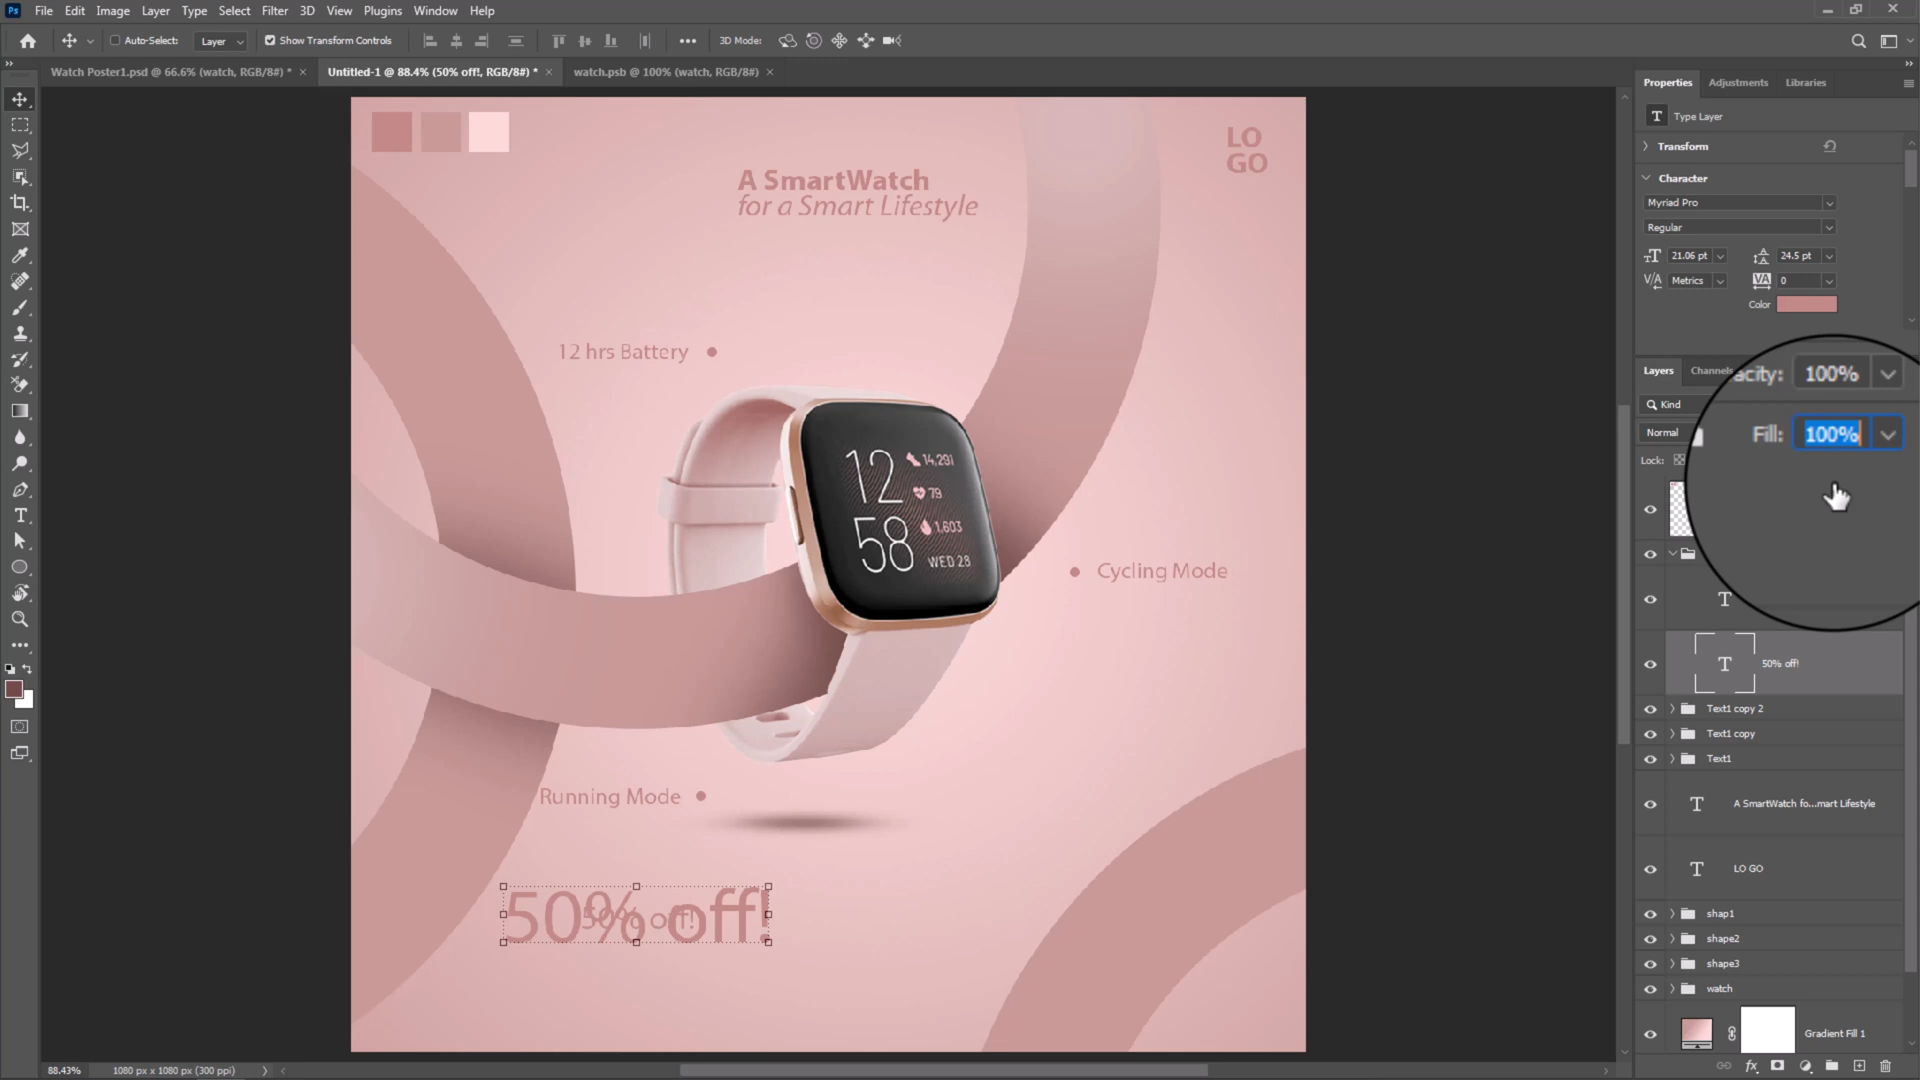 Ps File Edit Image Layer Type Select Filter 3D View Plugins Window Help
Auto-Select: Layer Show Transform Controls 3D Mode:
Watch Poster1.psd @ 66.6% (watch, RGB/8#) * × Untitled-1 @ 88.4% (50% off!, RGB/8#) * × watch.psb @ 100% (watch, RGB/8#) ×
LO
GO
A SmartWatch
for a Smart Lifestyle
12 hrs Battery
12
58
14,291
79
1,603
WED 28
Cycling Mode
Running Mode
50% off!
50% off!
Properties Adjustments Libraries
T Type Layer
Transform
Character
Myriad Pro
Regular
21.06 pt 24.5 pt
Metrics 0
Color
Layers Channels
acity: 100%
Kind
Normal
Fill: 100%
Lock:
T
T 50% off!
Text1 copy 2
Text1 copy
Text1
T A SmartWatch fo...mart Lifestyle
T LO GO
shap1
shape2
shape3
watch
Gradient Fill 1
88.43% 1080 px x 1080 px (300 ppi)